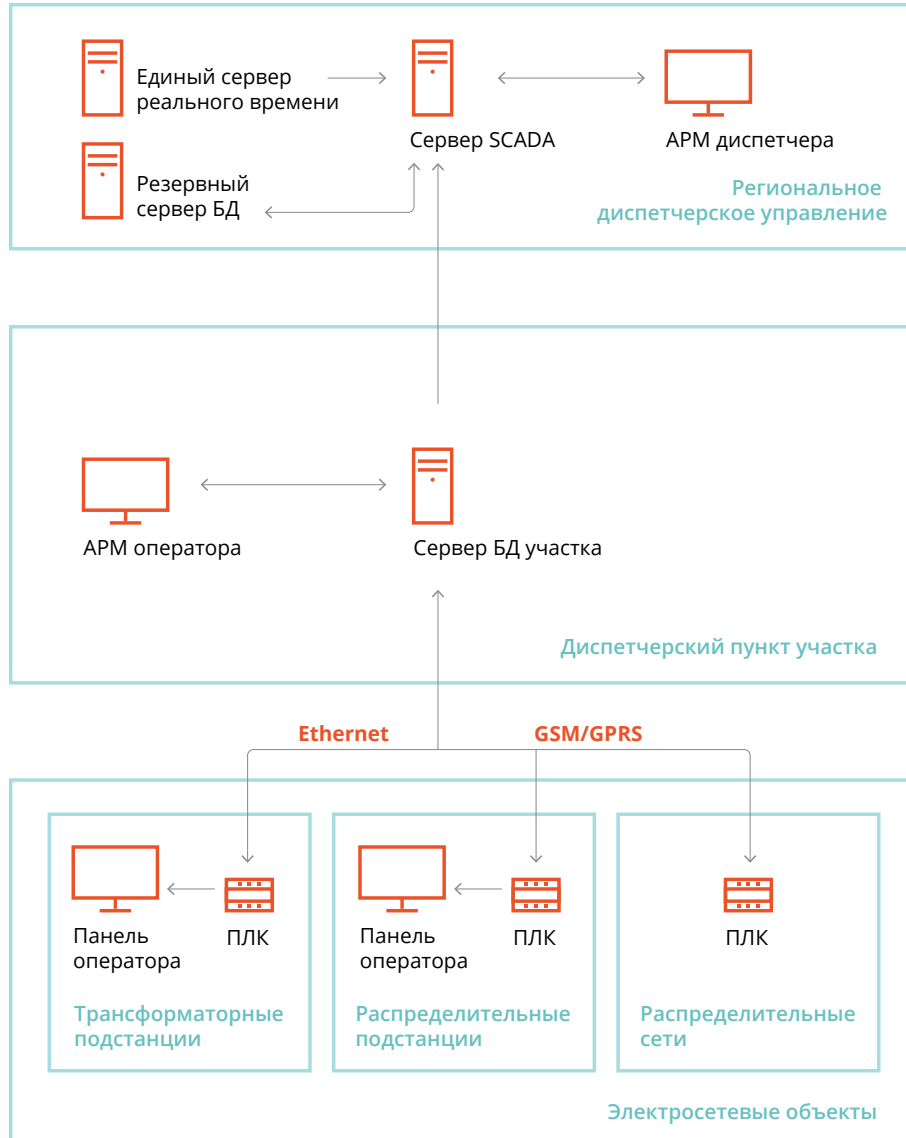 Единый сервер
реального времени
Сервер SCADA
АРМ диспетчера
Резервный
сервер БД
Региональное
диспетчерское управление
АРМ оператора
Сервер БД участка
Диспетчерский пункт участка
Ethernet
GSM/GPRS
Панель
оператора
ПЛК
Панель
оператора
ПЛК
ПЛК
Трансформаторные
подстанции
Распределительные
подстанции
Распределительные
сети
Электросетевые объекты